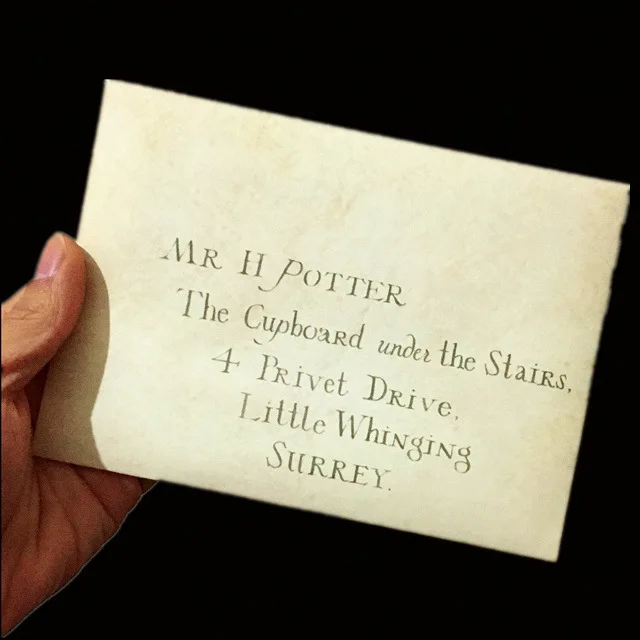 Mr H Potter
The Cupboard under the Stairs,
4 Privet Drive,
Little Whinging
SURREY.